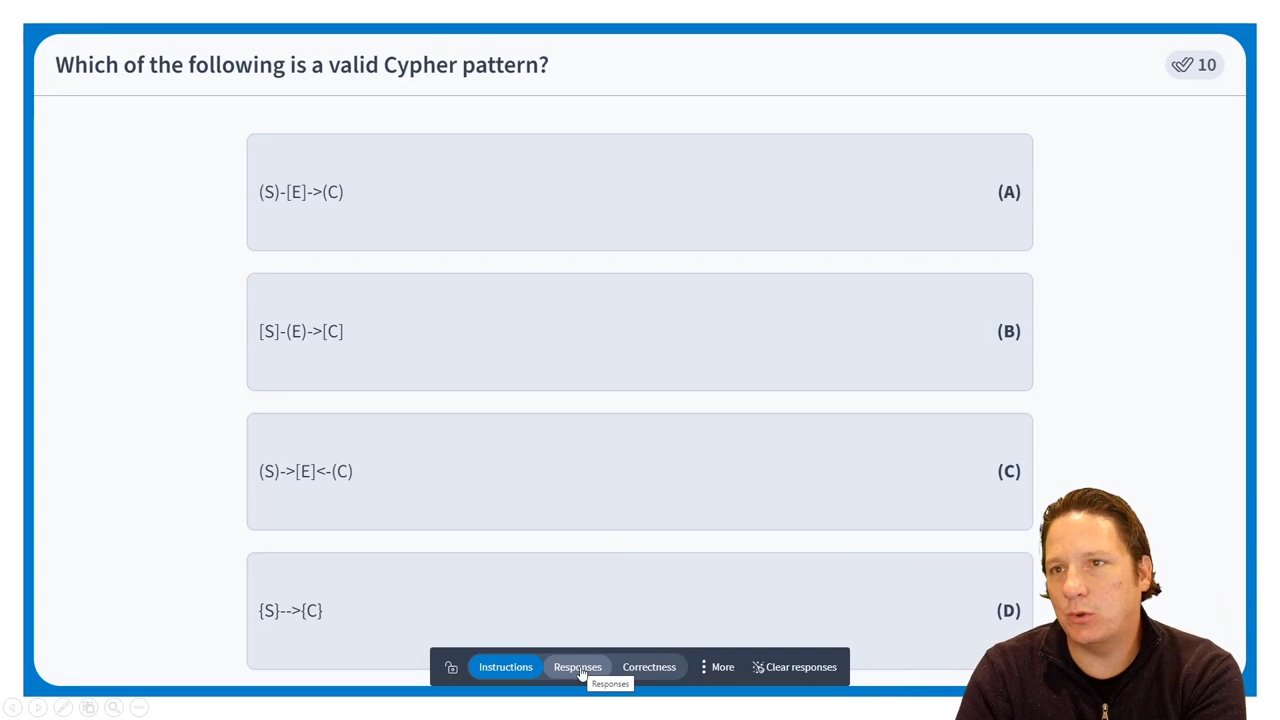 Which of the following is a valid Cypher pattern?
10
(S)-[E]->(C)
(A)
[S]-(E)->[C]
(B)
(S)->[E]<-(C)
(C)
{S}-->{C}
(D)
Instructions
Responses
Correctness
More
Clear responses
Responses